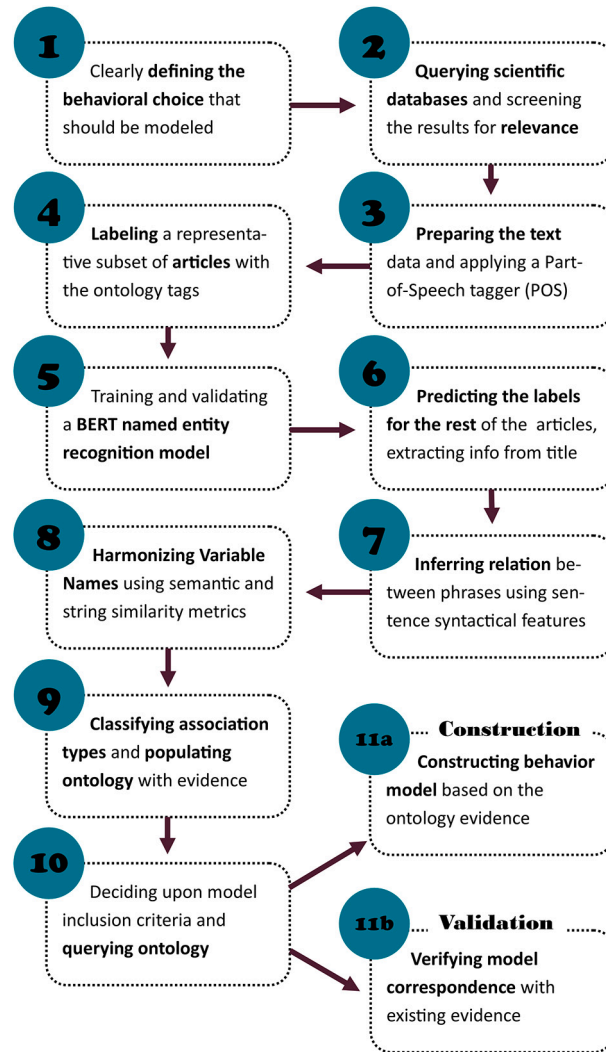 1
Clearly defining the
behavioral choice that
should be modeled
2
Querying scientific
databases and screening
the results for relevance
3
Preparing the text
data and applying a Part-
of-Speech tagger (POS)
4
Labeling a representa-
tive subset of articles with
the ontology tags
5
Training and validating
a BERT named entity
recognition model
6
Predicting the labels
for the rest of the articles,
extracting info from title
7
Inferring relation be-
tween phrases using sen-
tence syntactical features
8
Harmonizing Variable
Names using semantic and
string similarity metrics
9
Classifying association
types and populating
ontology with evidence
10
Deciding upon model
inclusion criteria and
querying ontology
11a
Construction
Constructing behavior
model based on the
ontology evidence
11b
Validation
Verifying model
correspondence with
existing evidence